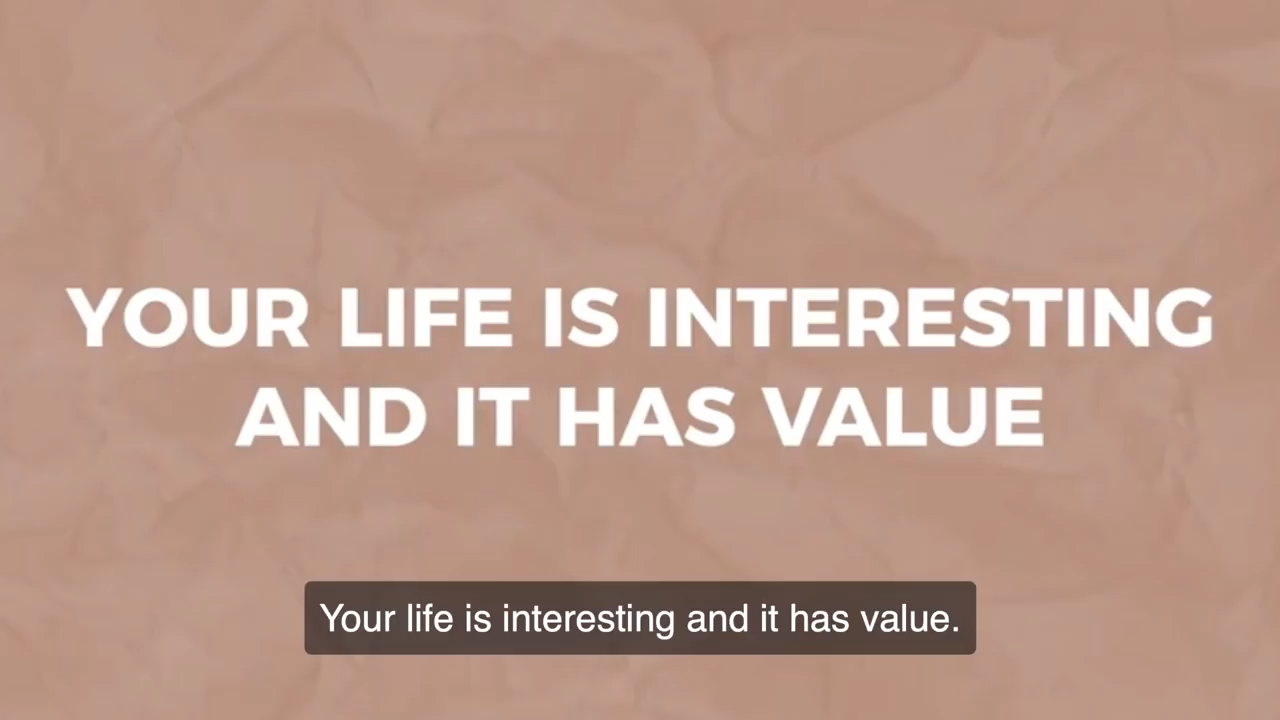 YOUR LIFE IS INTERESTING
AND IT HAS VALUE
Your life is interesting and it has value.